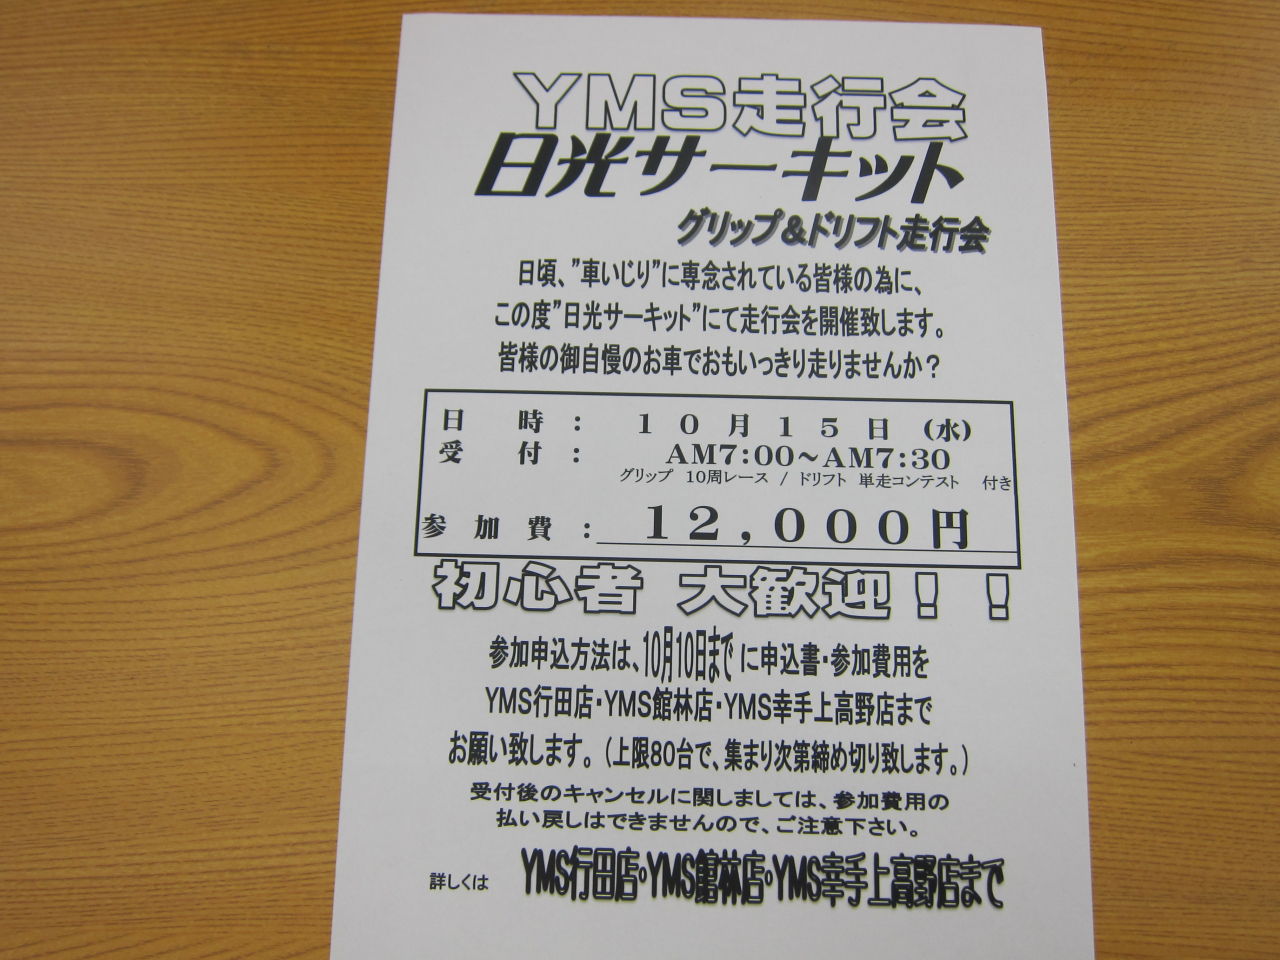 YMS走行会
日光サーキット
グリップ&ドリフト走行会
日頃、”車いじり”に専念されている皆様の為に、
この度”日光サーキット”にて走行会を開催致します。
皆様の御自慢のお車でおもいっきり走りませんか？
日　時：　１０月１５日（水）
受　付：　AM7:00～AM7:30
グリップ 10周レース / ドリフト 単走コンテスト 付き
参加費：　１２,０００円
初心者 大歓迎！！
参加申込方法は、10月10日までに申込書・参加費用を
YMS行田店・YMS館林店・YMS幸手上高野店まで
お願い致します。（上限80台で、集まり次第締め切り致します。）
受付後のキャンセルに関しましては、参加費用の
払い戻しはできませんので、ご注意下さい。
詳しくは YMS行田店・YMS館林店・YMS幸手上高野店まで